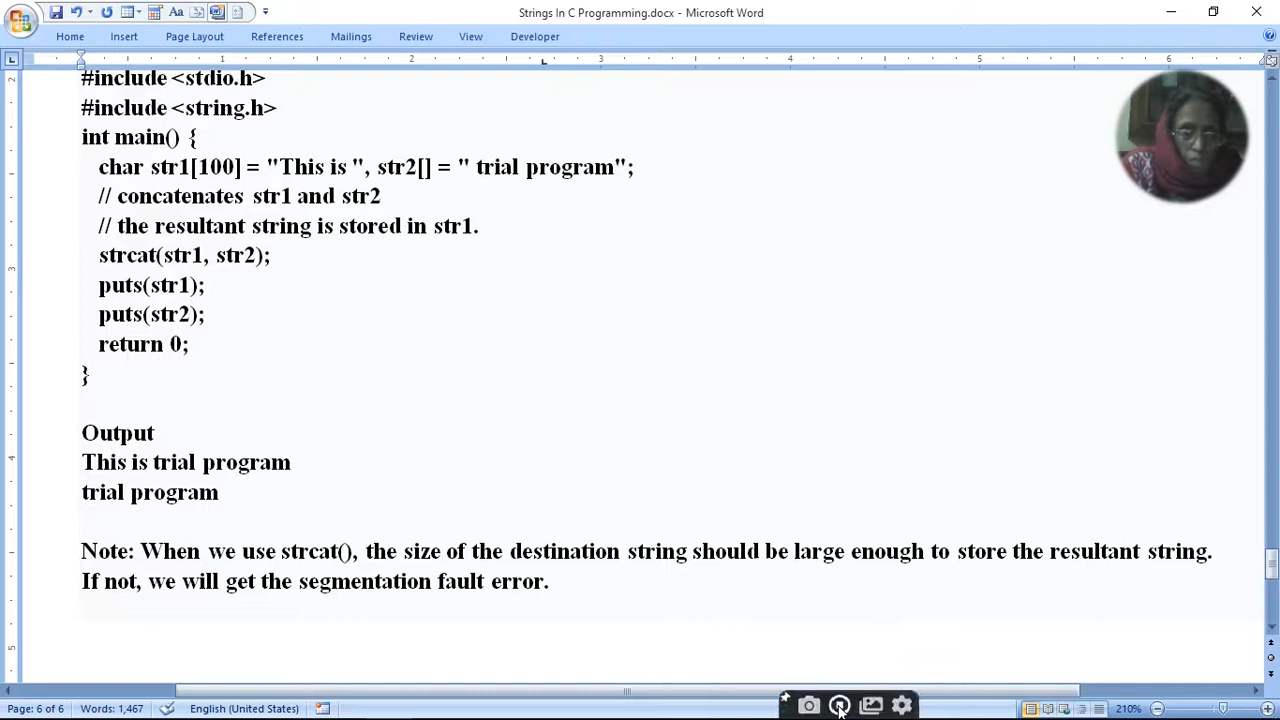 Strings In C Programming.docx - Microsoft Word
Home Insert Page Layout References Mailings Review View Developer
#include <stdio.h>
#include <string.h>
int main() {
char str1[100] = "This is ", str2[] = " trial program";
// concatenates str1 and str2
// the resultant string is stored in str1.
strcat(str1, str2);
puts(str1);
puts(str2);
return 0;
}
Output
This is trial program
trial program
Note: When we use strcat(), the size of the destination string should be large enough to store the resultant string.
If not, we will get the segmentation fault error.
Page: 6 of 6 Words: 1,467 English (United States) 210%